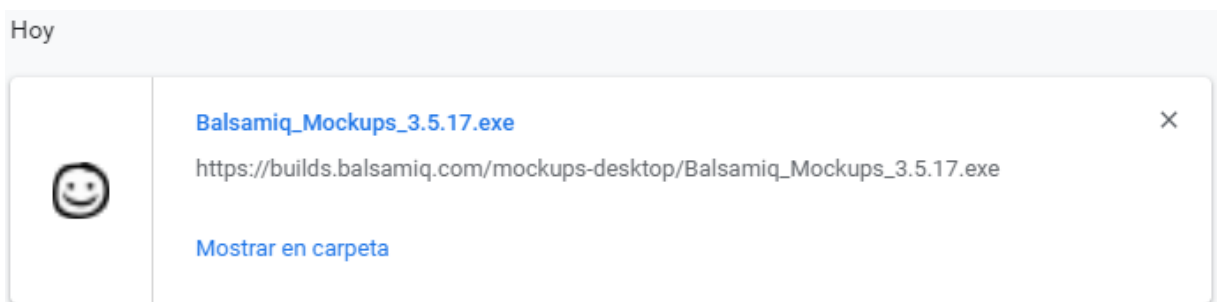 Hoy
Balsamiq_Mockups_3.5.17.exe
https://builds.balsamiq.com/mockups-desktop/Balsamiq_Mockups_3.5.17.exe
Mostrar en carpeta